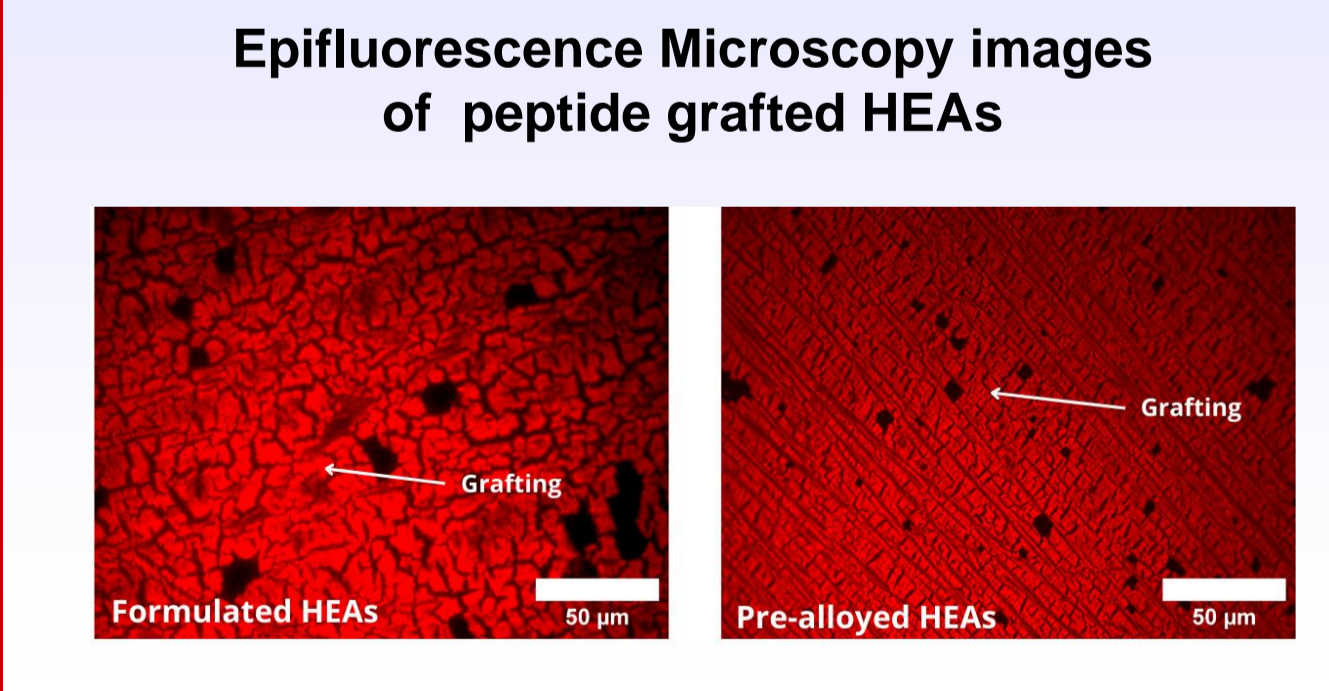 Epifluorescence Microscopy images
of peptide grafted HEAs
Grafting
Formulated HEAs
50 µm
Grafting
Pre-alloyed HEAs
50 µm